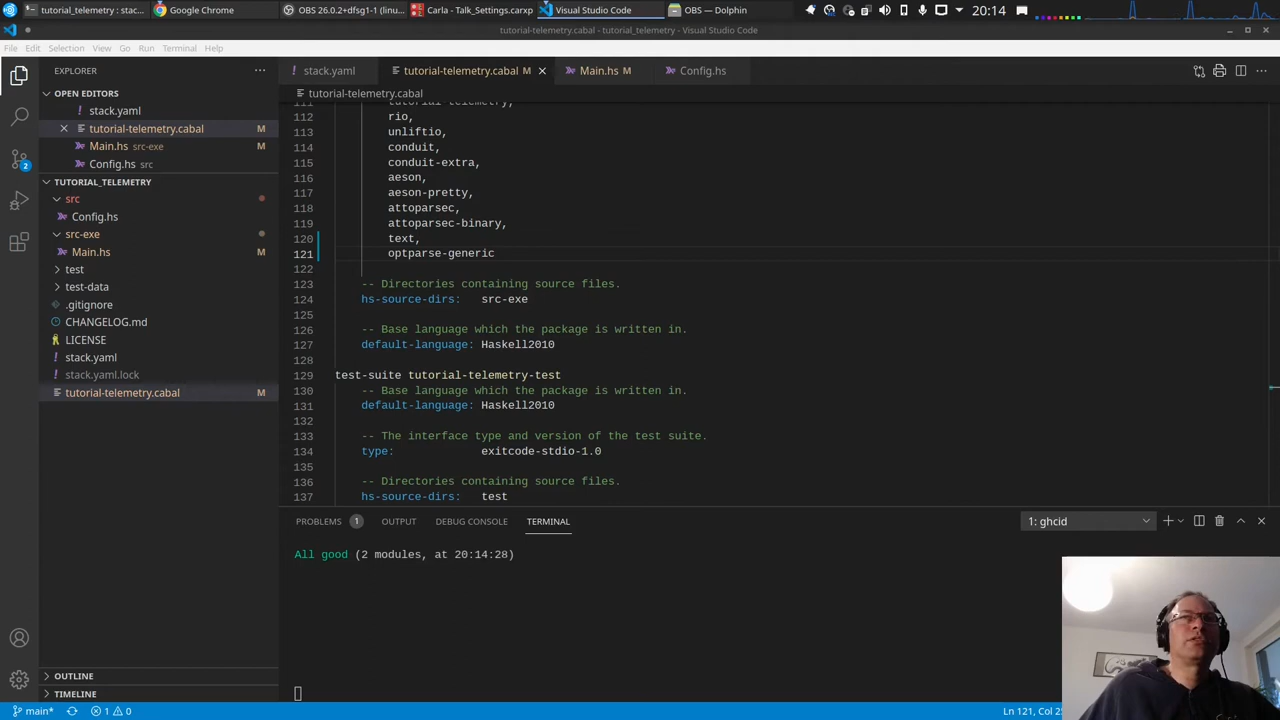 tutorial_telemetry : stac...
Google Chrome
OBS 26.0.2+dfsg1-1 (linu...
Carla - Talk_Settings.carxp
Visual Studio Code
OBS — Dolphin
20:14
tutorial-telemetry.cabal - tutorial_telemetry - Visual Studio Code
File Edit Selection View Go Run Terminal Help
EXPLORER
OPEN EDITORS
stack.yaml
tutorial-telemetry.cabal M
Main.hs src-exe M
Config.hs src
TUTORIAL_TELEMETRY
src
Config.hs
src-exe
Main.hs M
test
test-data
.gitignore
CHANGELOG.md
LICENSE
stack.yaml
stack.yaml.lock
tutorial-telemetry.cabal M
OUTLINE
TIMELINE
2
stack.yaml
tutorial-telemetry.cabal M
Main.hs M
Config.hs
tutorial-telemetry.cabal
111 tutorial-telemetry,
112 rio,
113 unliftio,
114 conduit,
115 conduit-extra,
116 aeson,
117 aeson-pretty,
118 attoparsec,
119 attoparsec-binary,
120 text,
121 optparse-generic
122
123 -- Directories containing source files.
124 hs-source-dirs: src-exe
125
126 -- Base language which the package is written in.
127 default-language: Haskell2010
128
129 test-suite tutorial-telemetry-test
130 -- Base language which the package is written in.
131 default-language: Haskell2010
132
133 -- The interface type and version of the test suite.
134 type: exitcode-stdio-1.0
135
136 -- Directories containing source files.
137 hs-source-dirs: test
PROBLEMS 1 OUTPUT DEBUG CONSOLE TERMINAL
1: ghcid
All good (2 modules, at 20:14:28)
main* 1 0
Ln 121, Col